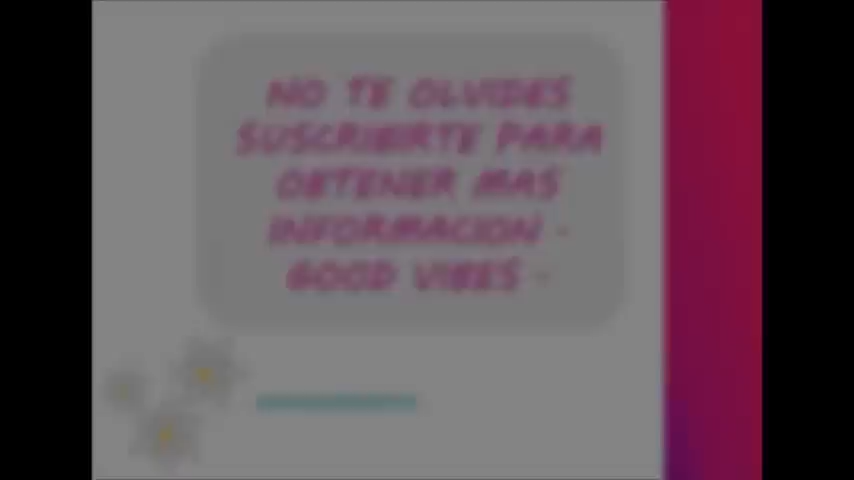 NO TE OLVIDES
SUSCRIBIRTE PARA
OBTENER MAS
INFORMACION -
GOOD VIBES -